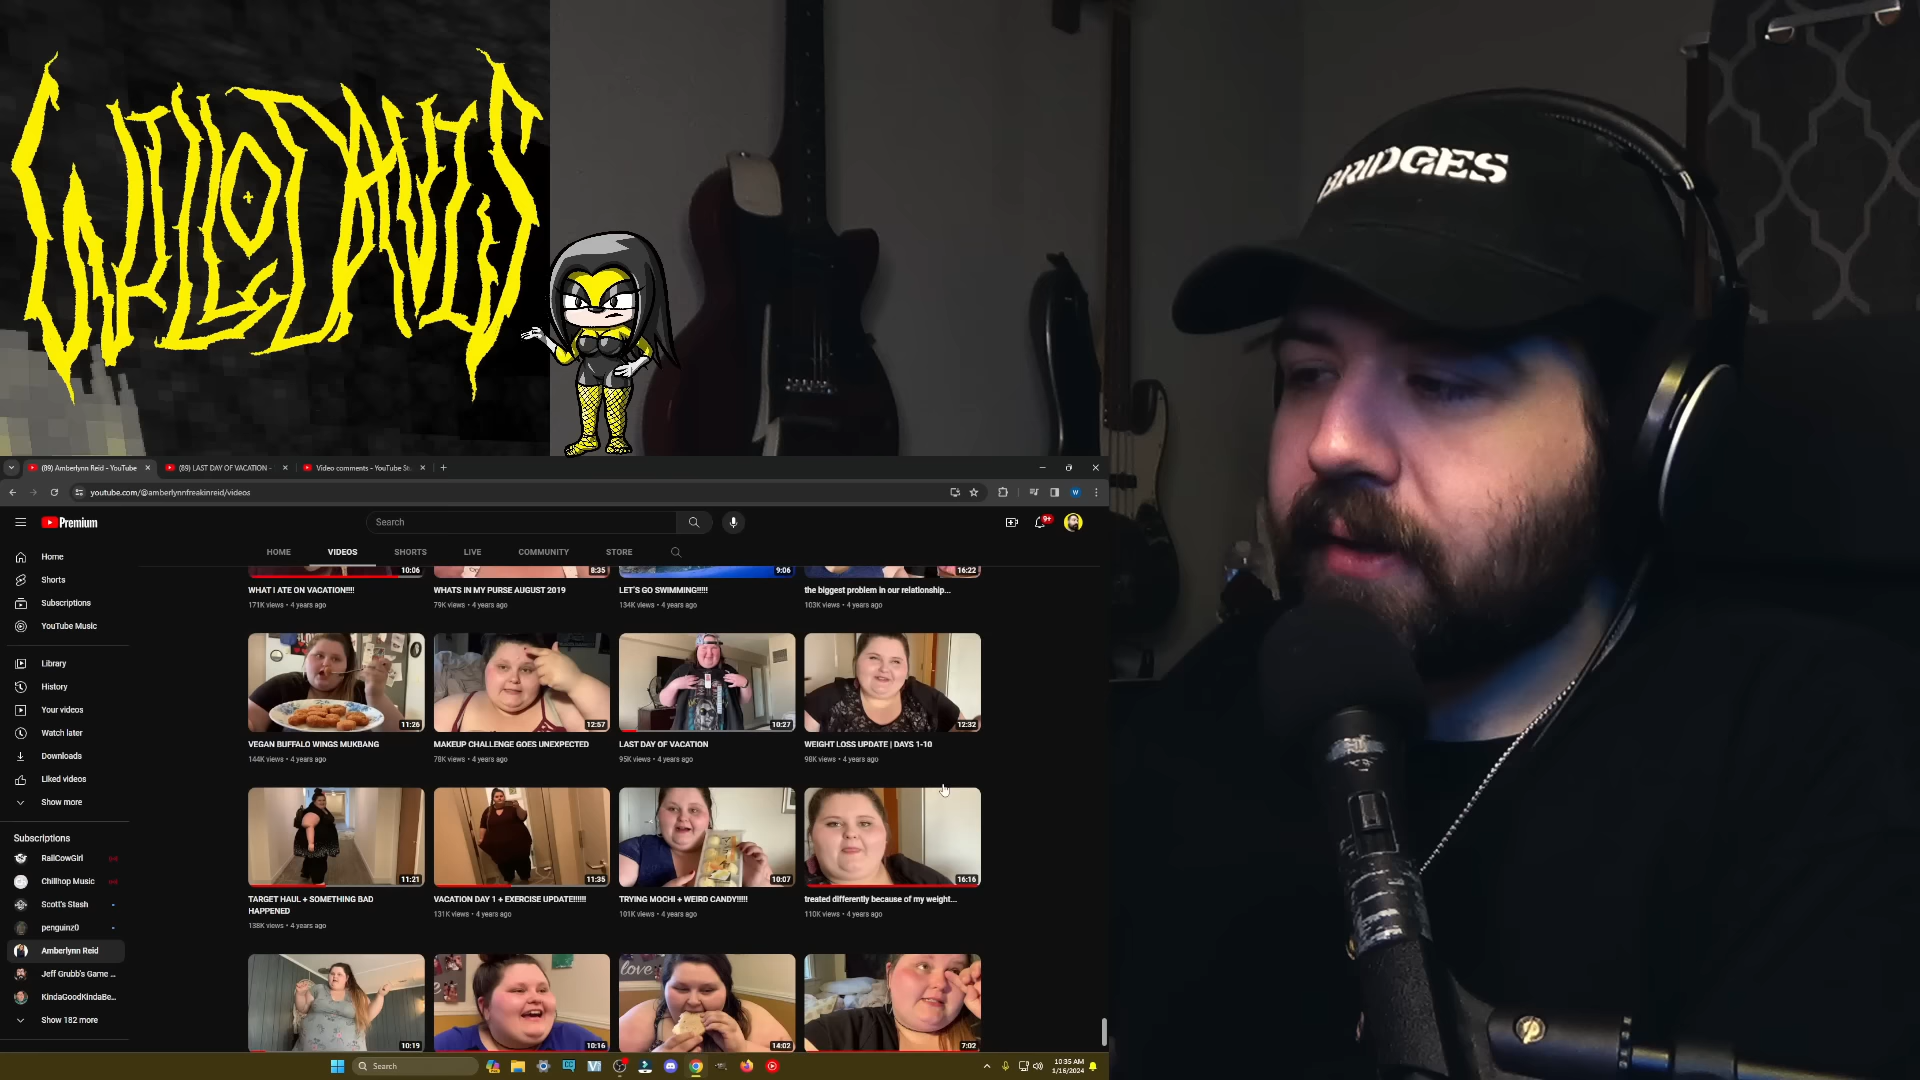 WILLEDAVIS
BRIDGES
(89) Amberlynn Reid - YouTube
(89) LAST DAY OF VACATION -
Video comments - YouTube St
youtube.com/@amberlynnfreakinreid/videos
Premium
Search
9+
W
HOME
VIDEOS
SHORTS
LIVE
COMMUNITY
STORE
Home
Shorts
Subscriptions
YouTube Music
Library
History
Your videos
Watch later
Downloads
Liked videos
Show more
Subscriptions
RailCowGirl
Chillhop Music
Scott's Stash
penguinz0
Amberlynn Reid
Jeff Grubb's Game ...
KindaGoodKindaBe...
Show 182 more
10:06
8:35
9:06
16:22
WHAT I ATE ON VACATION!!!!
WHATS IN MY PURSE AUGUST 2019
LET'S GO SWIMMING!!!!!
the biggest problem in our relationship...
171K views • 4 years ago
79K views • 4 years ago
134K views • 4 years ago
103K views • 4 years ago
11:26
12:57
10:27
12:32
VEGAN BUFFALO WINGS MUKBANG
MAKEUP CHALLENGE GOES UNEXPECTED
LAST DAY OF VACATION
WEIGHT LOSS UPDATE | DAYS 1-10
144K views • 4 years ago
78K views • 4 years ago
95K views • 4 years ago
98K views • 4 years ago
11:21
11:35
10:07
16:16
TARGET HAUL + SOMETHING BAD
HAPPENED
VACATION DAY 1 + EXERCISE UPDATE!!!!!!
TRYING MOCHI + WEIRD CANDY!!!!!
treated differently because of my weight...
138K views • 4 years ago
131K views • 4 years ago
101K views • 4 years ago
110K views • 4 years ago
love
10:19
10:16
14:02
7:02
Search
10:35 AM
1/16/2024